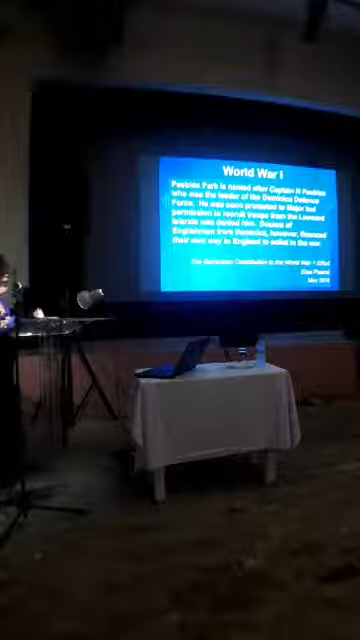 World War I
Peebles Park is named after Captain H Peebles
who was the leader of the Dominica Defence
Force. He was soon promoted to Major but
permission to recruit troops from the Leeward
Islands was denied him. Dozens of
Englishmen from Dominica, however, financed
their own way to England to enlist in the war
The Dominican Contribution to the World War 1 Effort
May